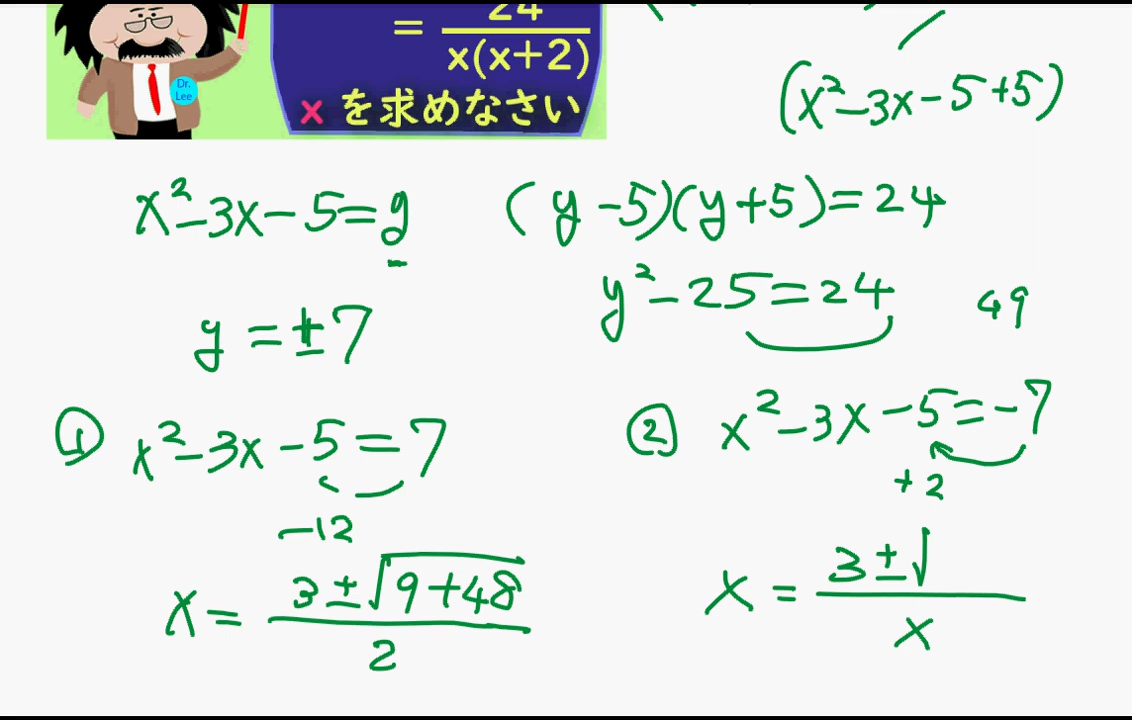 = 24/x(x+2)
x を求めなさい
Dr. Lee
(x²-3x-5+5)
x²-3x-5=y
(y-5)(y+5)=24
y²-25=24
49
y=±7
① x²-3x-5=7
-12
x=3±√9+48/2
② x²-3x-5=-7
+2
x=3±√/x